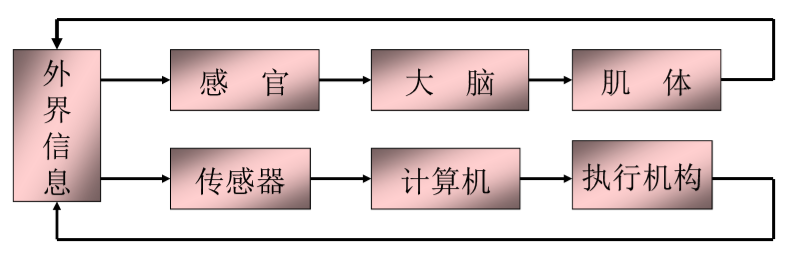 外界信息
感 官
大 脑
肌 体
传感器
计算机
执行机构